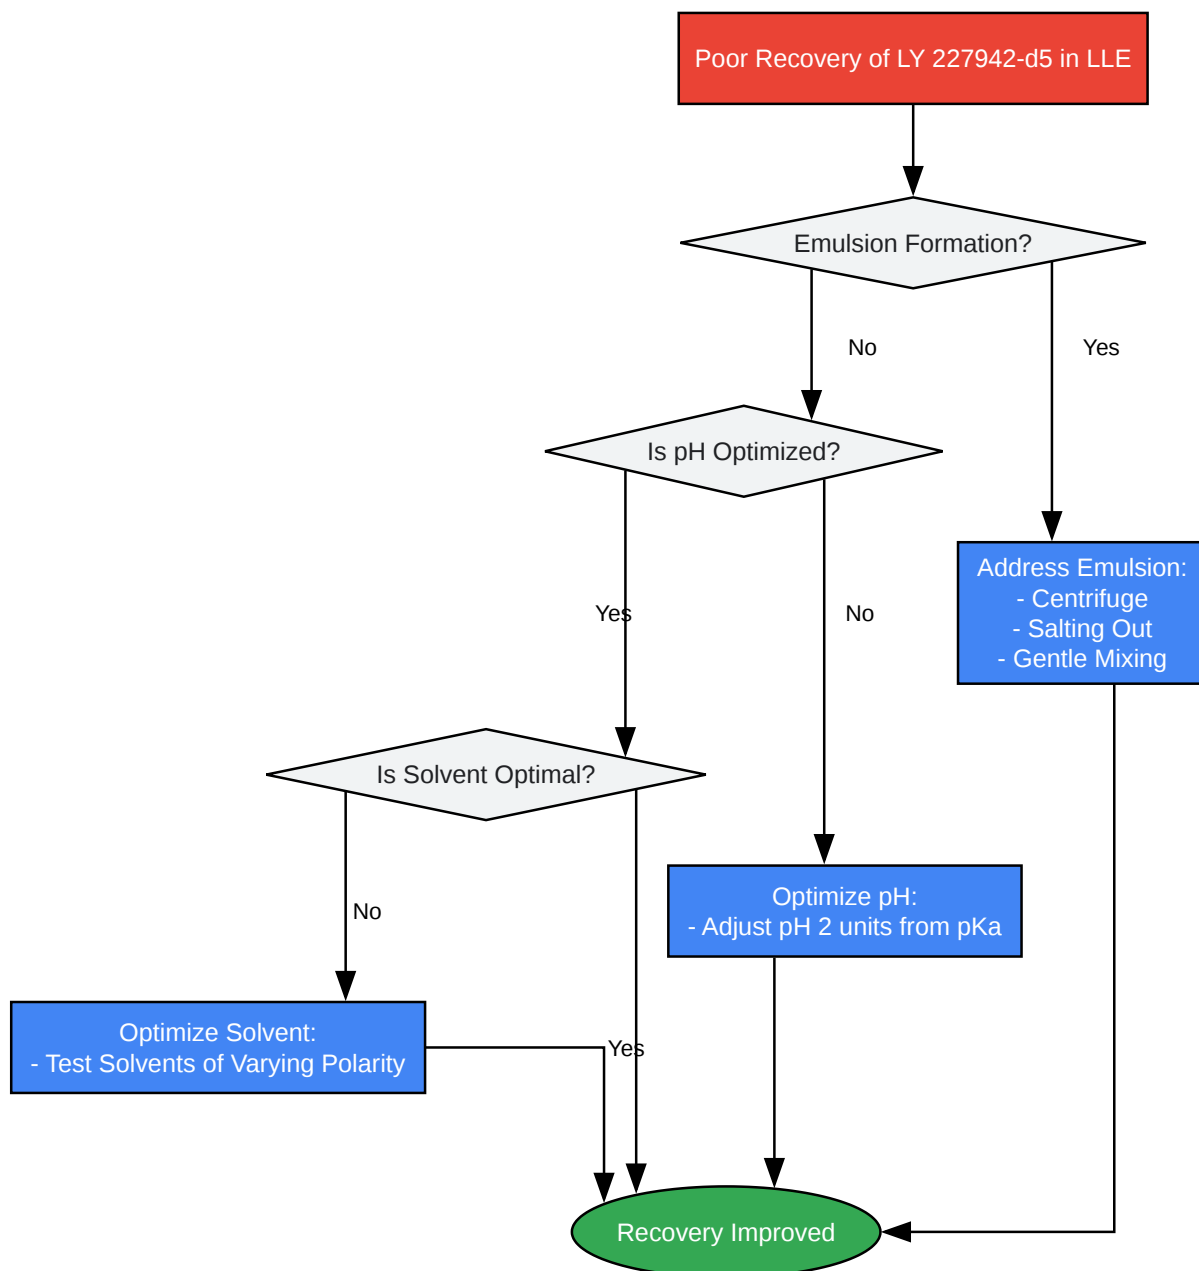 Poor Recovery of LY 227942-d5 in LLE
Emulsion Formation?
No
Yes
Is pH Optimized?
Address Emulsion:
- Centrifuge
- Salting Out
- Gentle Mixing
Yes
No
Is Solvent Optimal?
Optimize pH:
- Adjust pH 2 units from pKa
No
Optimize Solvent:
- Test Solvents of Varying Polarity
Yes
Recovery Improved